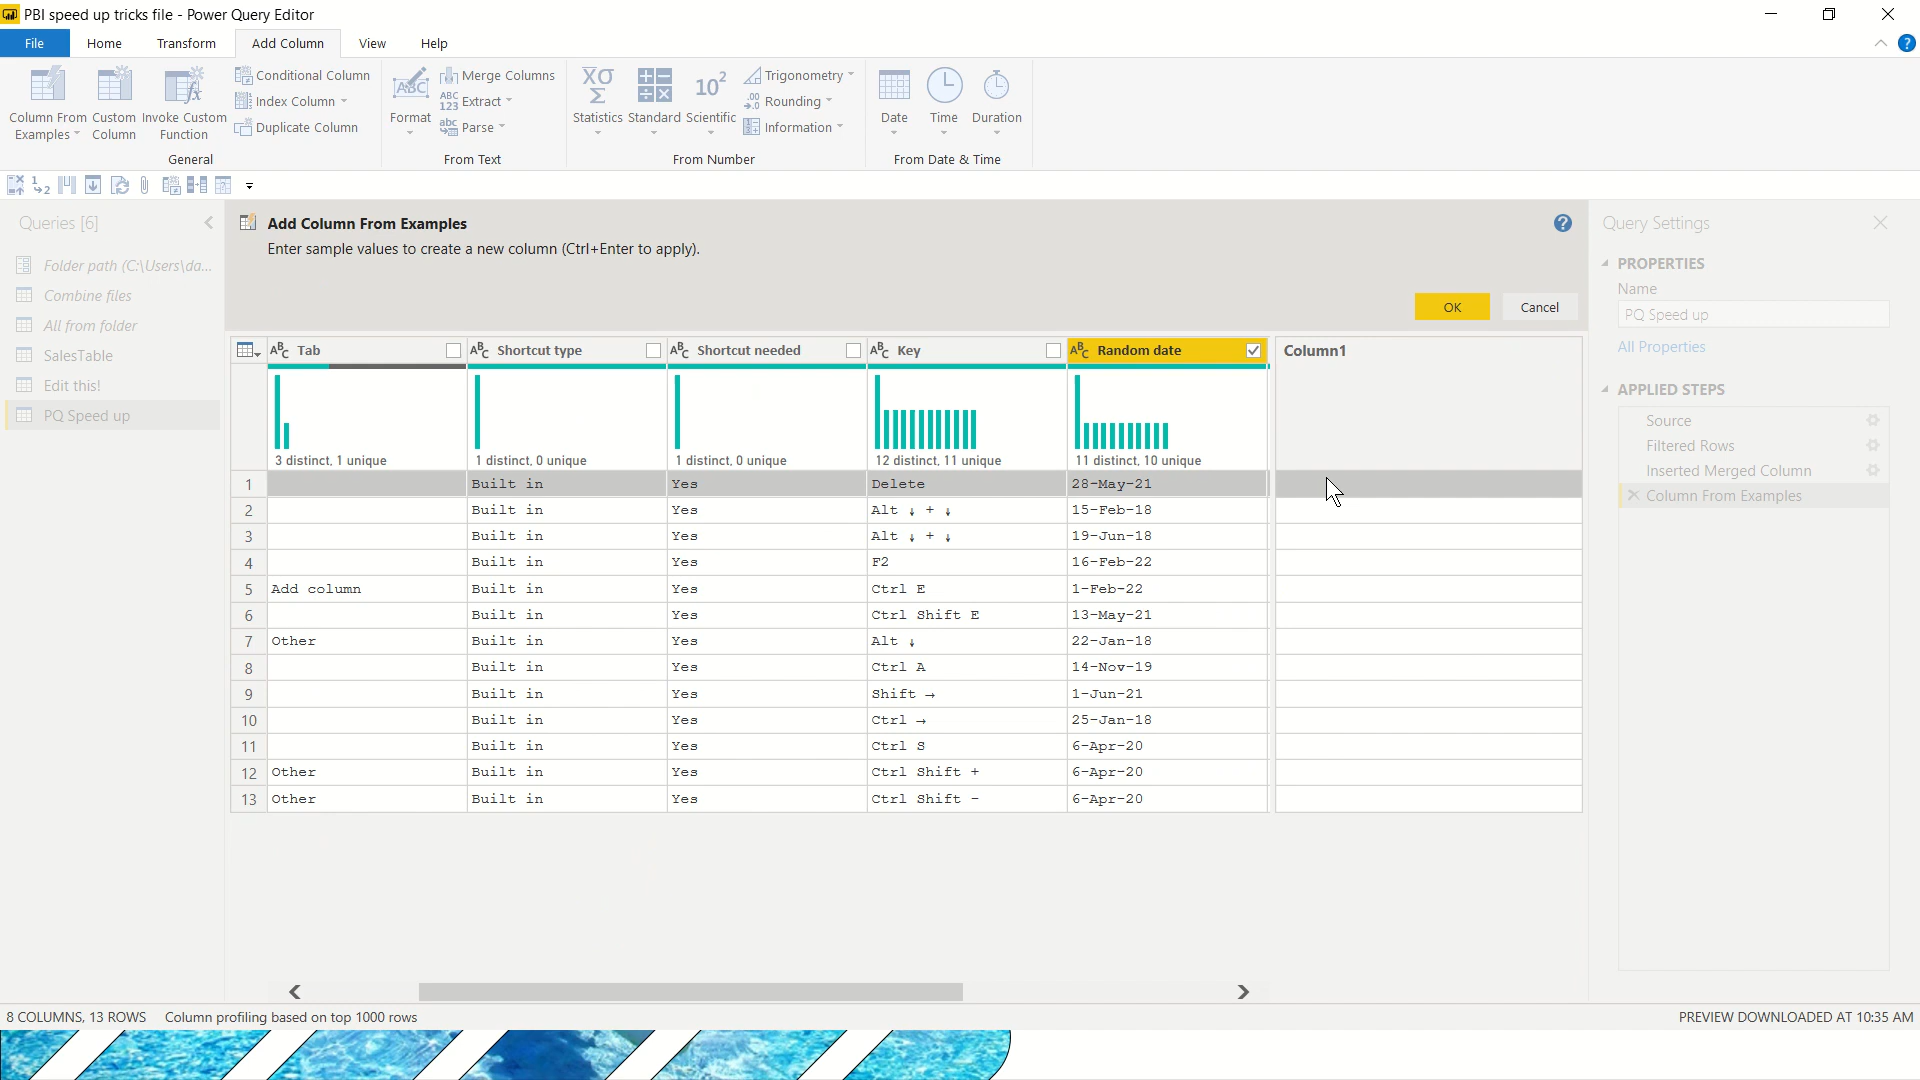 PBI speed up tricks file - Power Query Editor
File Home Transform Add Column View Help
Column From Examples
Custom Column
Invoke Custom Function
Conditional Column
Index Column
Duplicate Column
General
Format
Merge Columns
Extract
Parse
From Text
Statistics
Standard
Scientific
Trigonometry
Rounding
Information
From Number
Date
Time
Duration
From Date & Time
Queries [6]
Folder path (C:\Users\da...
Combine files
All from folder
SalesTable
Edit this!
PQ Speed up
Add Column From Examples
Enter sample values to create a new column (Ctrl+Enter to apply).
OK Cancel
Tab Shortcut type Shortcut needed Key Random date Column1
3 distinct, 1 unique 1 distinct, 0 unique 1 distinct, 0 unique 12 distinct, 11 unique 11 distinct, 10 unique
1 Built in Yes Delete 28-May-21
2 Built in Yes Alt ↓ + ↓ 15-Feb-18
3 Built in Yes Alt ↓ + ↓ 19-Jun-18
4 Built in Yes F2 16-Feb-22
5 Add column Built in Yes Ctrl E 1-Feb-22
6 Built in Yes Ctrl Shift E 13-May-21
7 Other Built in Yes Alt ↓ 22-Jan-18
8 Built in Yes Ctrl A 14-Nov-19
9 Built in Yes Shift → 1-Jun-21
10 Built in Yes Ctrl → 25-Jan-18
11 Built in Yes Ctrl S 6-Apr-20
12 Other Built in Yes Ctrl Shift + 6-Apr-20
13 Other Built in Yes Ctrl Shift - 6-Apr-20
Query Settings
PROPERTIES
Name
PQ Speed up
All Properties
APPLIED STEPS
Source
Filtered Rows
Inserted Merged Column
Column From Examples
8 COLUMNS, 13 ROWS Column profiling based on top 1000 rows PREVIEW DOWNLOADED AT 10:35 AM